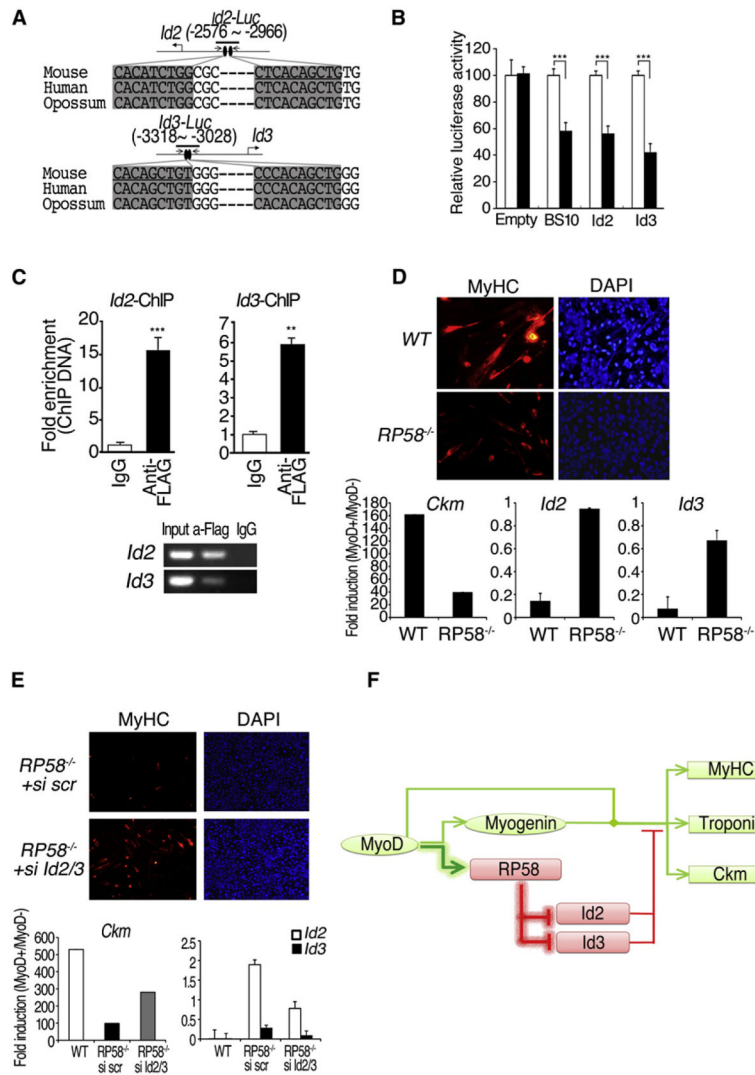 A
Id2-Luc
Id2 (-2576 ~ -2966)
Mouse CACATCTGGCGC----CTCACAGCTGTG
Human CACATCTGGCGC----CTCACAGCTGTG
Opossum CACATCTGGCGC----CTCACAGCTGTG
Id3-Luc
(-3318~ -3028) Id3
Mouse CACAGCTGTGGG----CCCACAGCTGGG
Human CACAGCTGTGGG----CCCACAGCTGGG
Opossum CACAGCTGTGGG----CCCACAGCTGGG
B
Relative luciferase activity
140
120
100
80
60
40
20
0
*** *** ***
Empty BS10 Id2 Id3
C
Id2-ChIP Id3-ChIP
Fold enrichment
(ChIP DNA)
20
15
10
5
0
***
IgG
Anti-
FLAG
7
6
5
4
3
2
1
0
**
IgG
Anti-
FLAG
Input a-Flag IgG
Id2
Id3
D
MyHC DAPI
WT
RP58-/-
Fold induction (MyoD+/MyoD-)
Ckm
180
160
140
120
100
80
60
40
20
0
WT RP58-/-
Id2
1
0.8
0.6
0.4
0.2
0
WT RP58-/-
Id3
1
0.8
0.6
0.4
0.2
0
WT RP58-/-
E
MyHC DAPI
RP58-/-
+si scr
RP58-/-
+si Id2/3
Fold induction (MyoD+/MyoD-)
Ckm
600
500
400
300
200
100
0
WT RP58-/- RP58-/-
si scr si Id2/3
Id2
Id3
2.5
2
1.5
1
0.5
0
WT RP58-/- RP58-/-
si scr si Id2/3
F
MyHC
MyoD Myogenin Troponi
RP58 Ckm
Id2
Id3